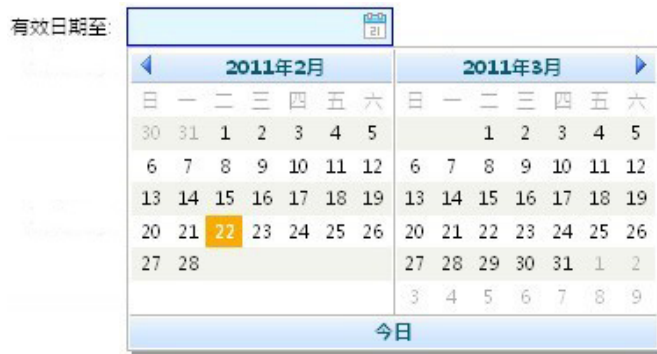 有效日期至:
21
2011年2月 2011年3月
日 一 二 三 四 五 六 日 一 二 三 四 五 六
30 31 1 2 3 4 5 1 2 3 4 5
6 7 8 9 10 11 12 6 7 8 9 10 11 12
13 14 15 16 17 18 19 13 14 15 16 17 18 19
20 21 22 23 24 25 26 20 21 22 23 24 25 26
27 28 27 28 29 30 31 1 2
3 4 5 6 7 8 9
今日